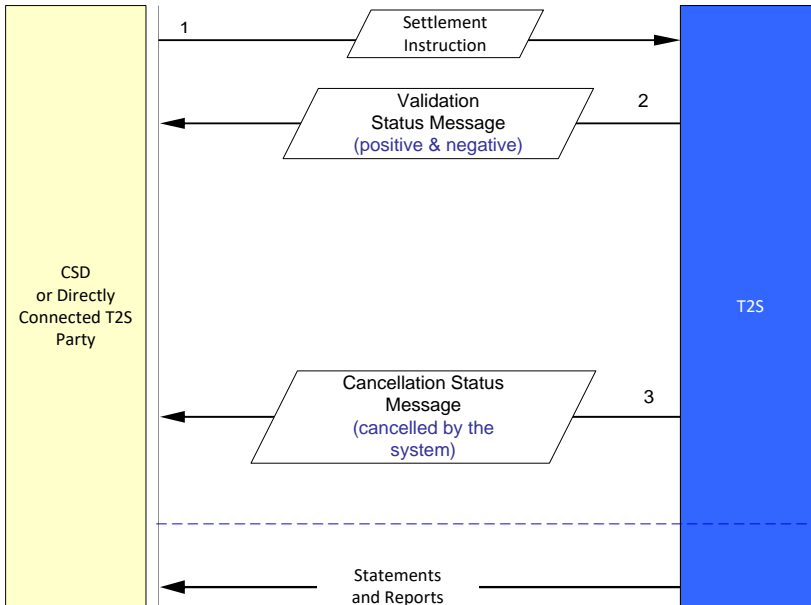 1
Settlement
Instruction
Validation
Status Message
(positive & negative)
2
CSD
or Directly
Connected T2S
Party
T2S
Cancellation Status
Message
(cancelled by the
system)
3
Statements
and Reports